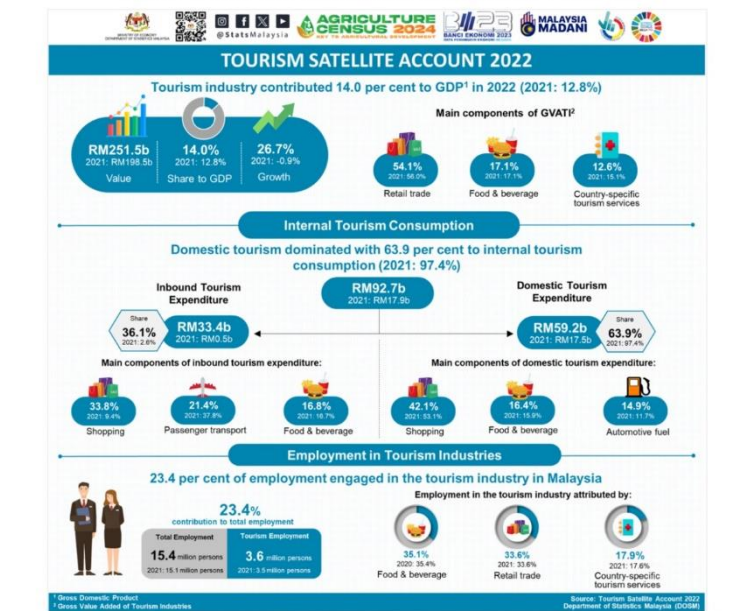 MINISTRY OF ECONOMY
DEPARTMENT OF STATISTICS MALAYSIA
@StatsMalaysia
AGRICULTURE
CENSUS 2024
KEY TO AGRICULTURAL DEVELOPMENT
BANCI EKONOMI 2023
MALAYSIA
MADANI
TOURISM SATELLITE ACCOUNT 2022
Tourism industry contributed 14.0 per cent to GDP¹ in 2022 (2021: 12.8%)
RM251.5b
2021: RM198.5b
Value
14.0%
2021: 12.8%
Share to GDP
26.7%
2021: -0.9%
Growth
Main components of GVATI²
54.1%
2021: 56.0%
Retail trade
17.1%
2021: 17.1%
Food & beverage
12.6%
2021: 15.1%
Country-specific
tourism services
Internal Tourism Consumption
Domestic tourism dominated with 63.9 per cent to internal tourism
consumption (2021: 97.4%)
RM92.7b
2021: RM17.9b
Inbound Tourism
Expenditure
Share
36.1%
2021: 2.6%
RM33.4b
2021: RM0.5b
Domestic Tourism
Expenditure
RM59.2b
2021: RM17.5b
Share
63.9%
2021: 97.4%
Main components of inbound tourism expenditure:
33.8%
2021: 9.4%
Shopping
21.4%
2021: 37.8%
Passenger transport
16.8%
2021: 16.7%
Food & beverage
Main components of domestic tourism expenditure:
42.1%
2021: 53.1%
Shopping
16.4%
2021: 15.9%
Food & beverage
14.9%
2021: 11.7%
Automotive fuel
Employment in Tourism Industries
23.4 per cent of employment engaged in the tourism industry in Malaysia
23.4%
contribution to total employment
Total Employment
15.4 million persons
2021: 15.1 million persons
Tourism Employment
3.6 million persons
2021: 3.5 million persons
Employment in the tourism industry attributed by:
35.1%
2020: 35.4%
Food & beverage
33.6%
2021: 33.6%
Retail trade
17.9%
2021: 17.6%
Country-specific
tourism services
¹ Gross Domestic Product
² Gross Value Added of Tourism Industries
Source: Tourism Satellite Account 2022
Department of Statistics Malaysia (DOSM)